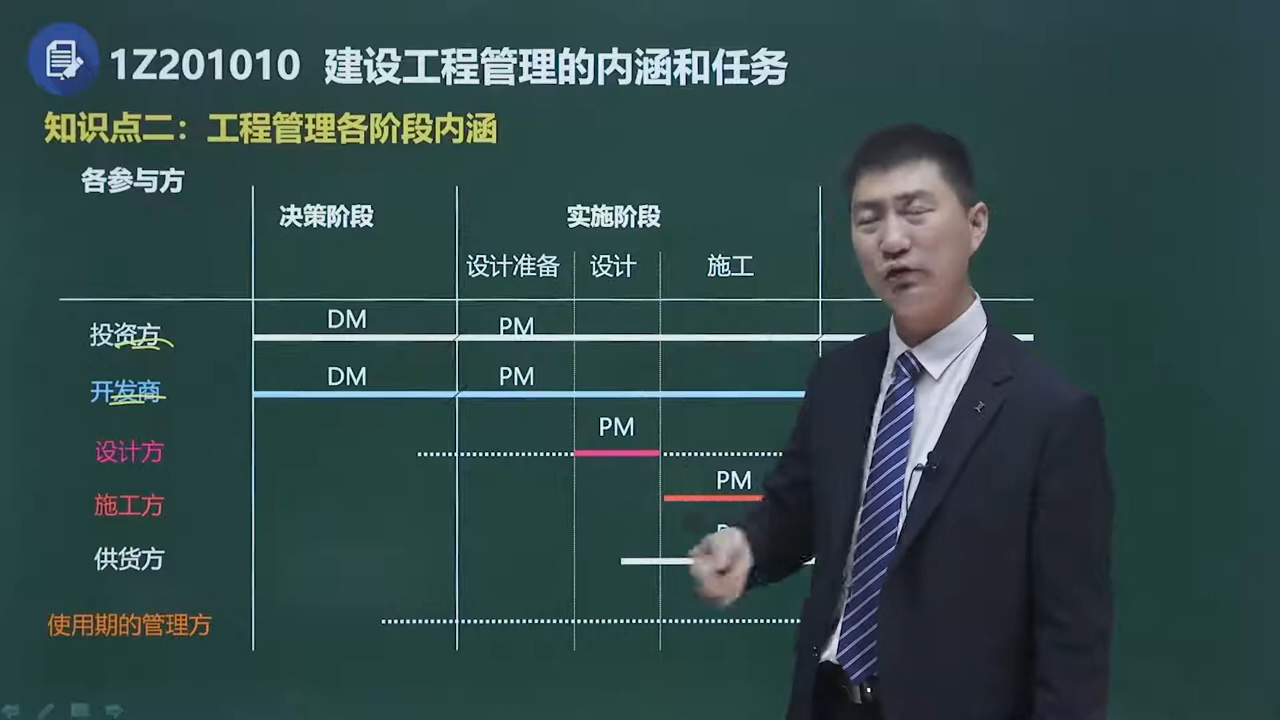 1Z201010 建设工程管理的内涵和任务
知识点二：工程管理各阶段内涵
各参与方
决策阶段
实施阶段
设计准备
设计
施工
投资方
DM
PM
开发商
DM
PM
设计方
PM
施工方
PM
供货方
使用期的管理方